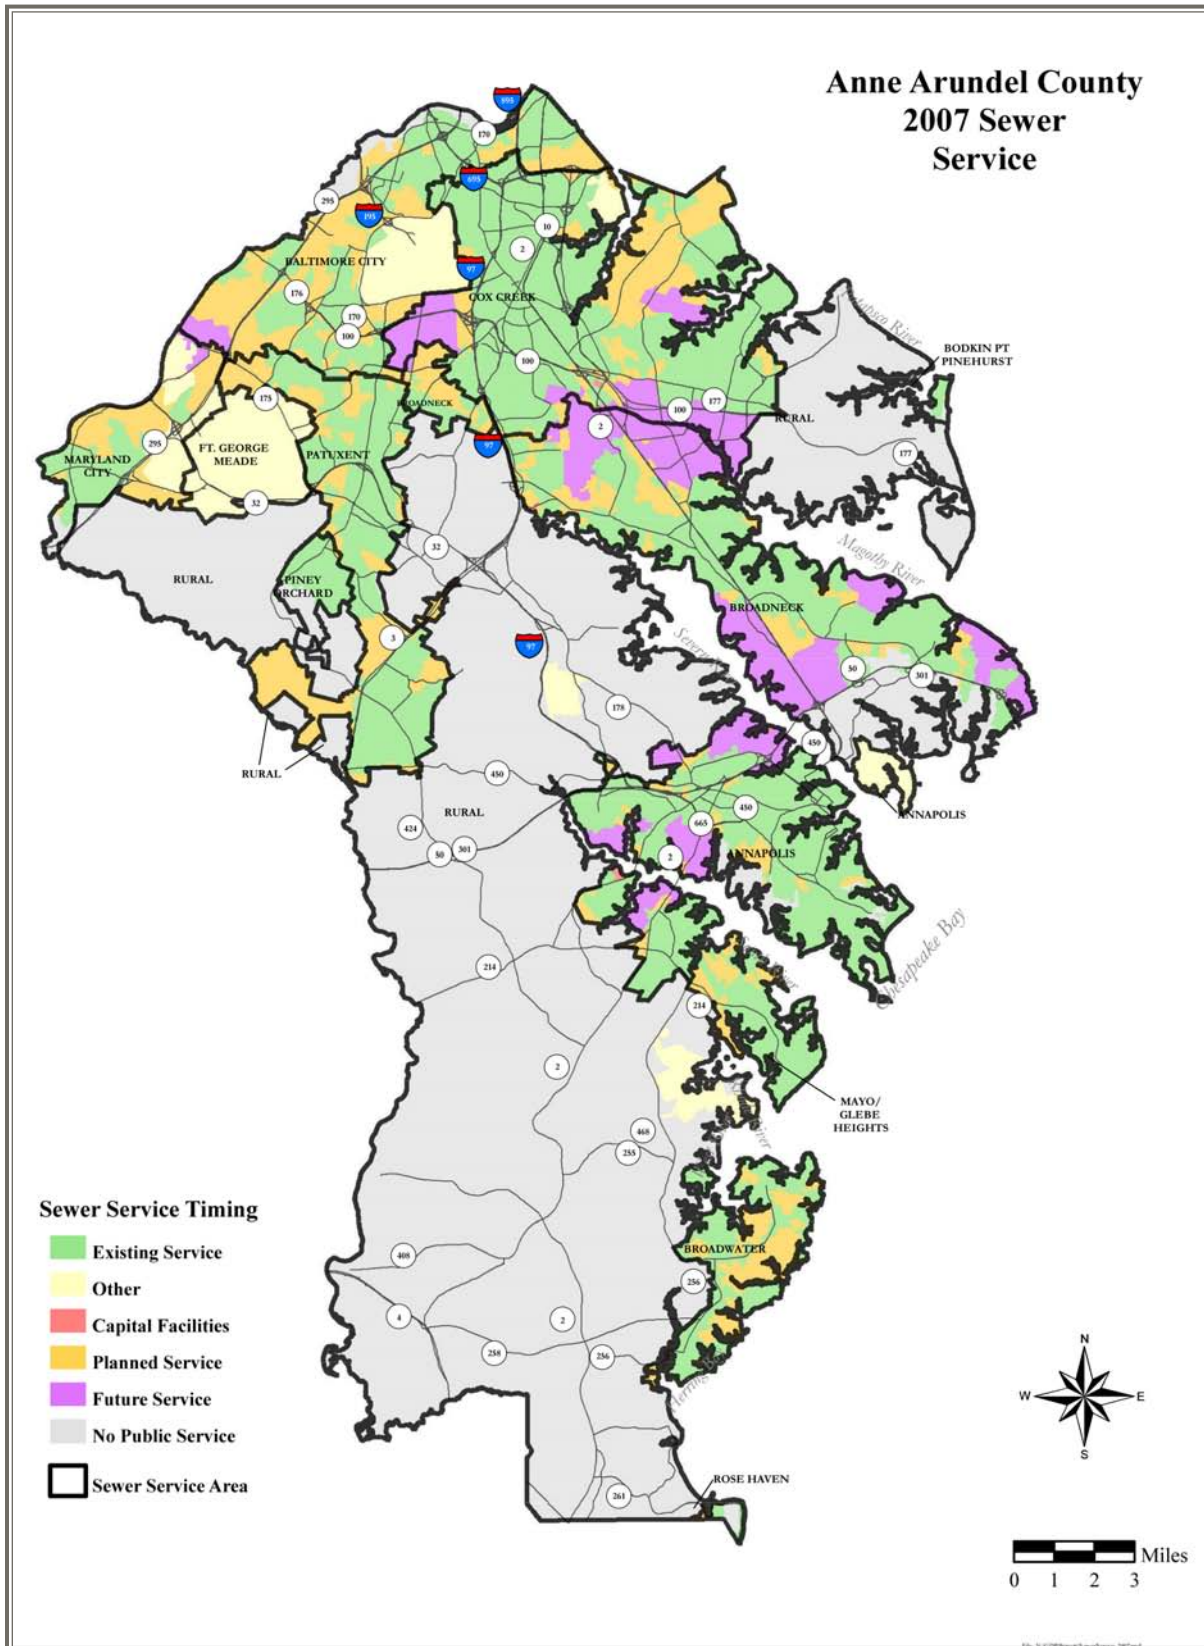 Anne Arundel County
2007 Sewer
Service
895
170
695
295
195
10
2
BALTIMORE CITY
97
COX CREEK
176
170
100
100
BODKIN PT
PINEHURST
175
BROADNECK
100
177
2
RURAL
295
FT. GEORGE
MEADE
PATUXENT
97
MARYLAND
CITY
177
32
32
Magothy River
RURAL
PINEY
ORCHARD
BROADNECK
3
97
50
301
178
450
RURAL
450
RURAL
450
ANNAPOLIS
424
665
50
301
2
ANNAPOLIS
Chesapeake Bay
214
214
2
MAYO/
GLEBE
HEIGHTS
468
255
BROADWATER
408
256
4
2
258
256
261
ROSE HAVEN
Sewer Service Timing
Existing Service
Other
Capital Facilities
Planned Service
Future Service
No Public Service
Sewer Service Area
N
W
E
S
Miles
0 1 2 3